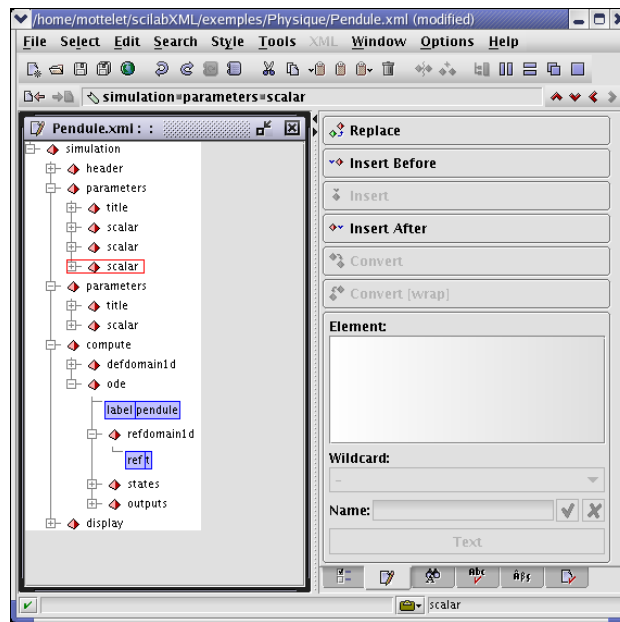 /home/mottelet/scilabXML/exemples/Physique/Pendule.xml (modified)
File Select Edit Search Style Tools XML Window Options Help
simulation=parameters=scalar
Pendule.xml : :
simulation
header
parameters
title
scalar
scalar
scalar
parameters
title
scalar
compute
defdomain1d
ode
label pendule
refdomain1d
ref t
states
outputs
display
Replace
Insert Before
Insert
Insert After
Convert
Convert [wrap]
Element:
Wildcard:
-
Name:
Text
Abc
scalar